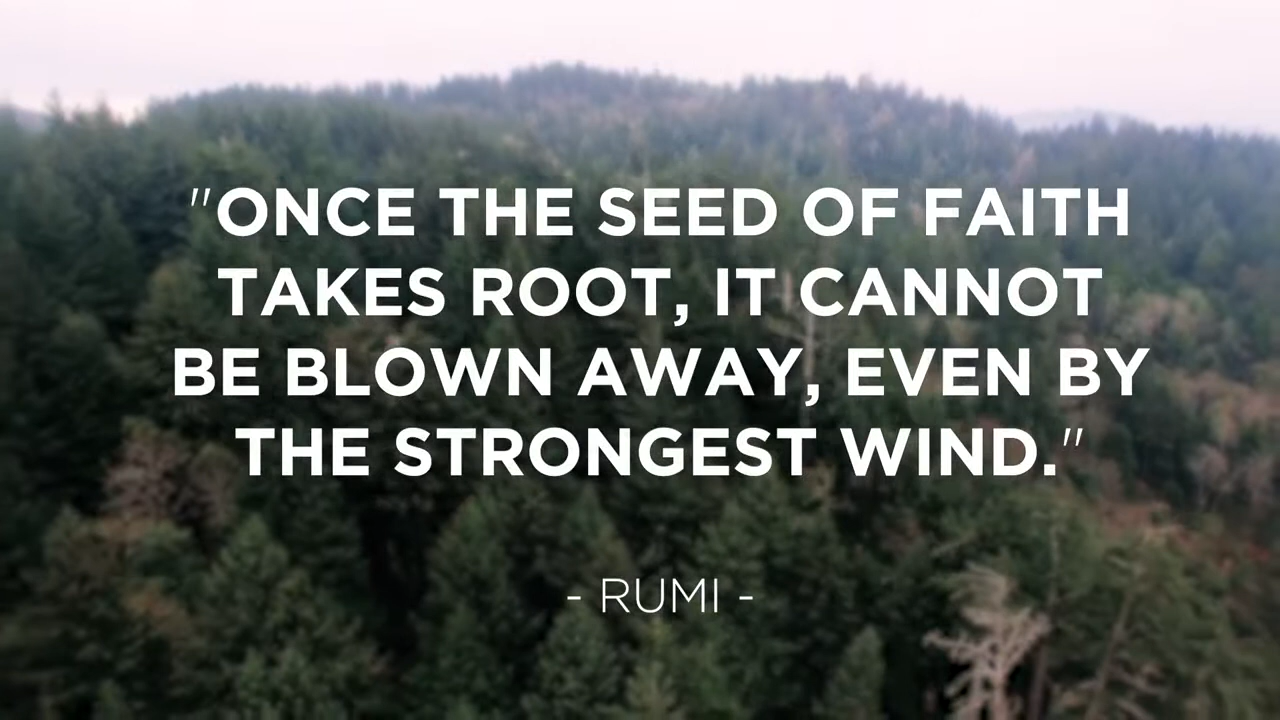 "ONCE THE SEED OF FAITH
TAKES ROOT, IT CANNOT
BE BLOWN AWAY, EVEN BY
THE STRONGEST WIND."
- RUMI -